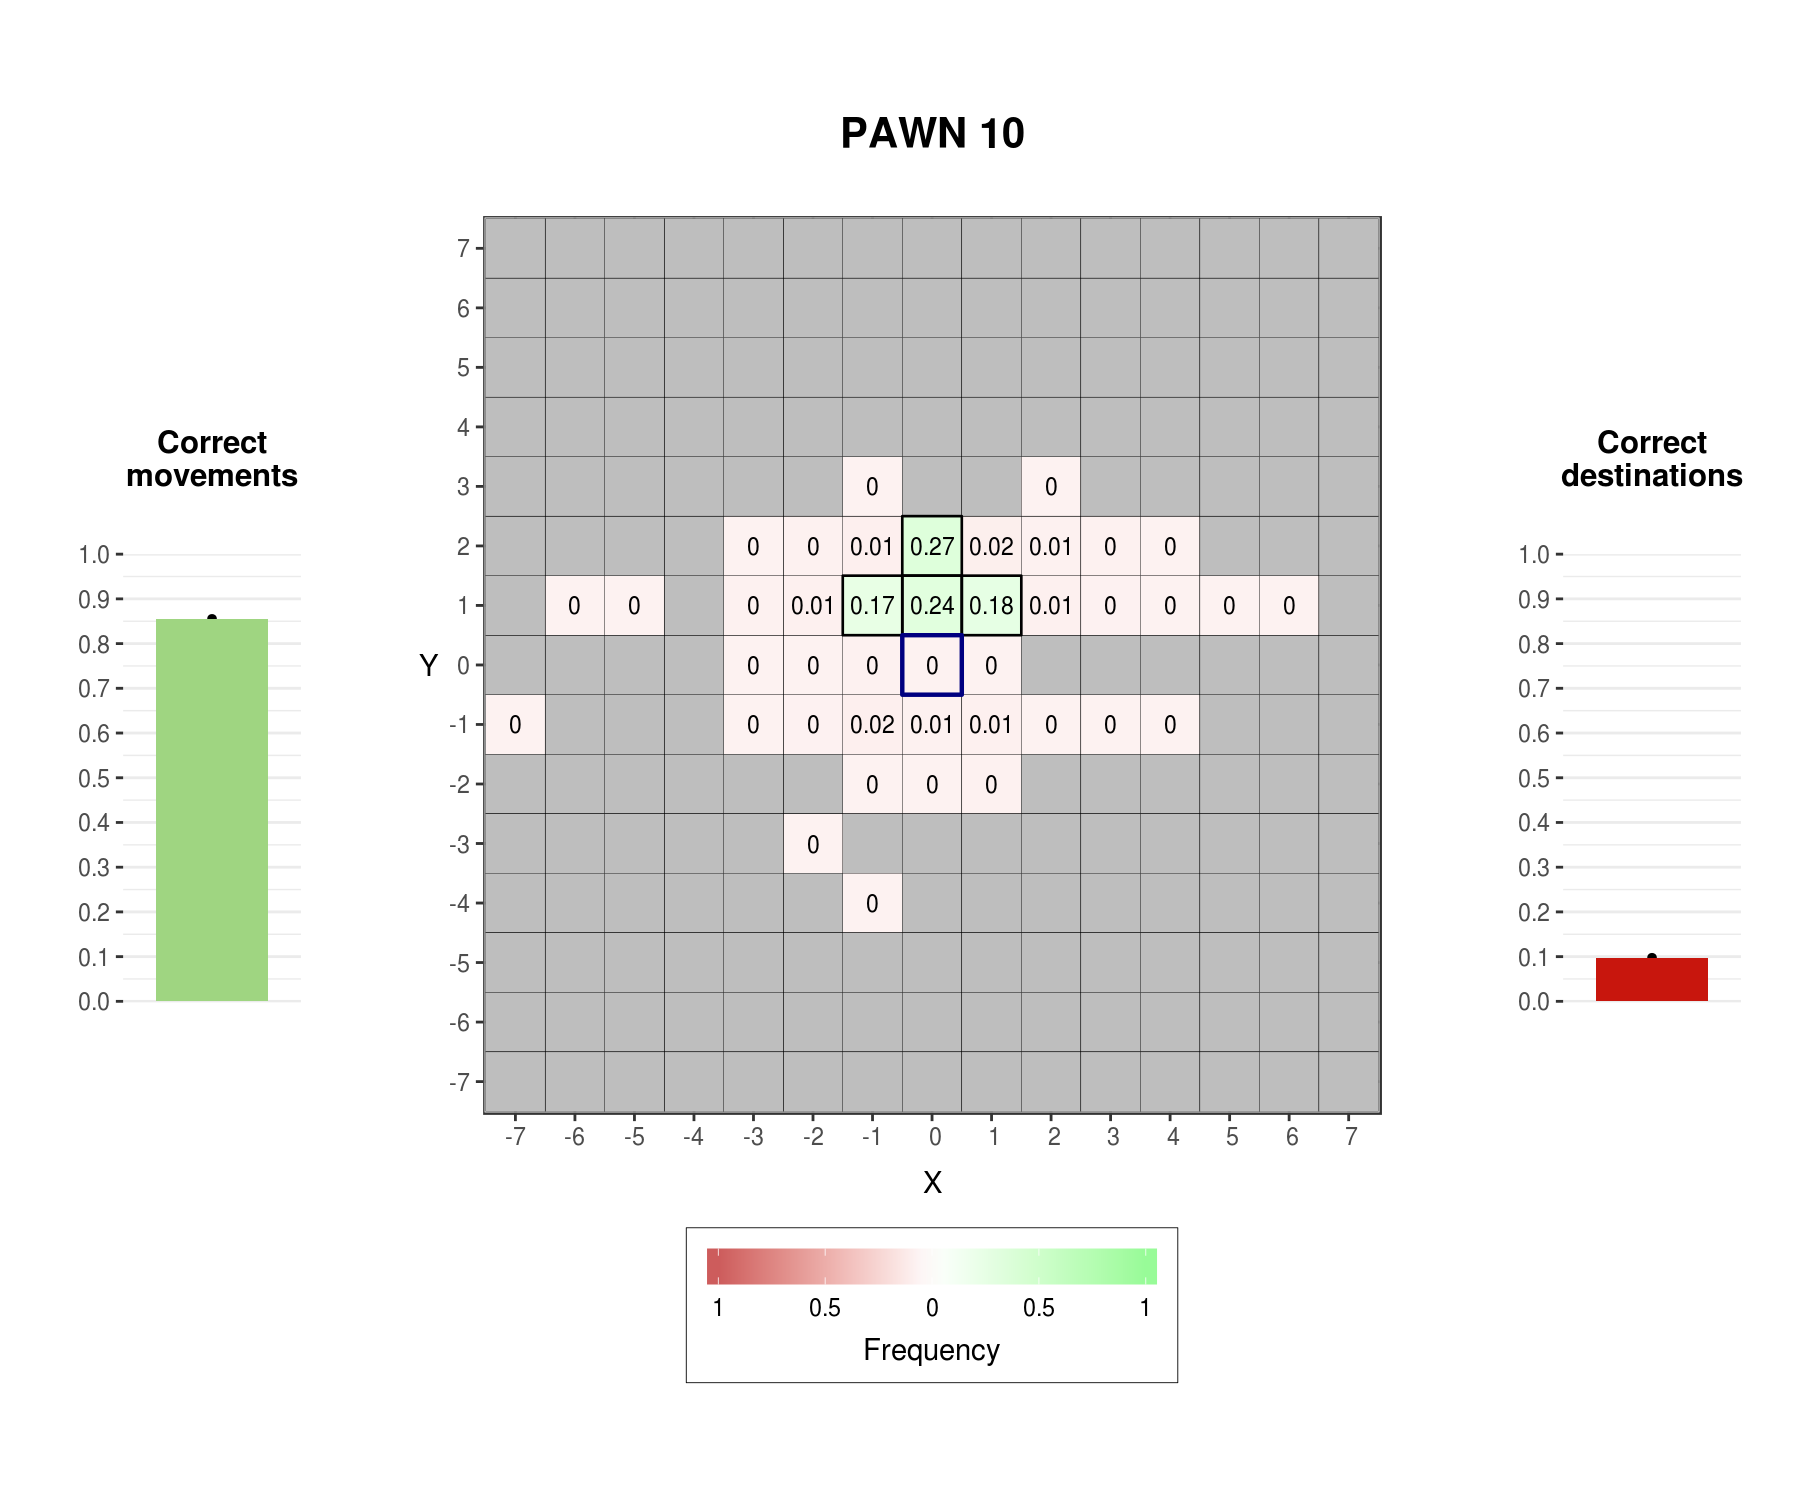 PAWN 10
Correct
movements
1.0
0.9
0.8
0.7
0.6
0.5
0.4
0.3
0.2
0.1
0.0
Y
7
6
5
4
3 0 0
2 0 0 0.01 0.27 0.02 0.01 0 0
1 0 0 0 0.01 0.17 0.24 0.18 0.01 0 0 0 0
0 0 0 0 0 0
-1 0 0 0 0.02 0.01 0.01 0 0 0
-2 0 0 0
-3 0
-4 0
-5
-6
-7
-7 -6 -5 -4 -3 -2 -1 0 1 2 3 4 5 6 7
X
1 0.5 0 0.5 1
Frequency
Correct
destinations
1.0
0.9
0.8
0.7
0.6
0.5
0.4
0.3
0.2
0.1
0.0